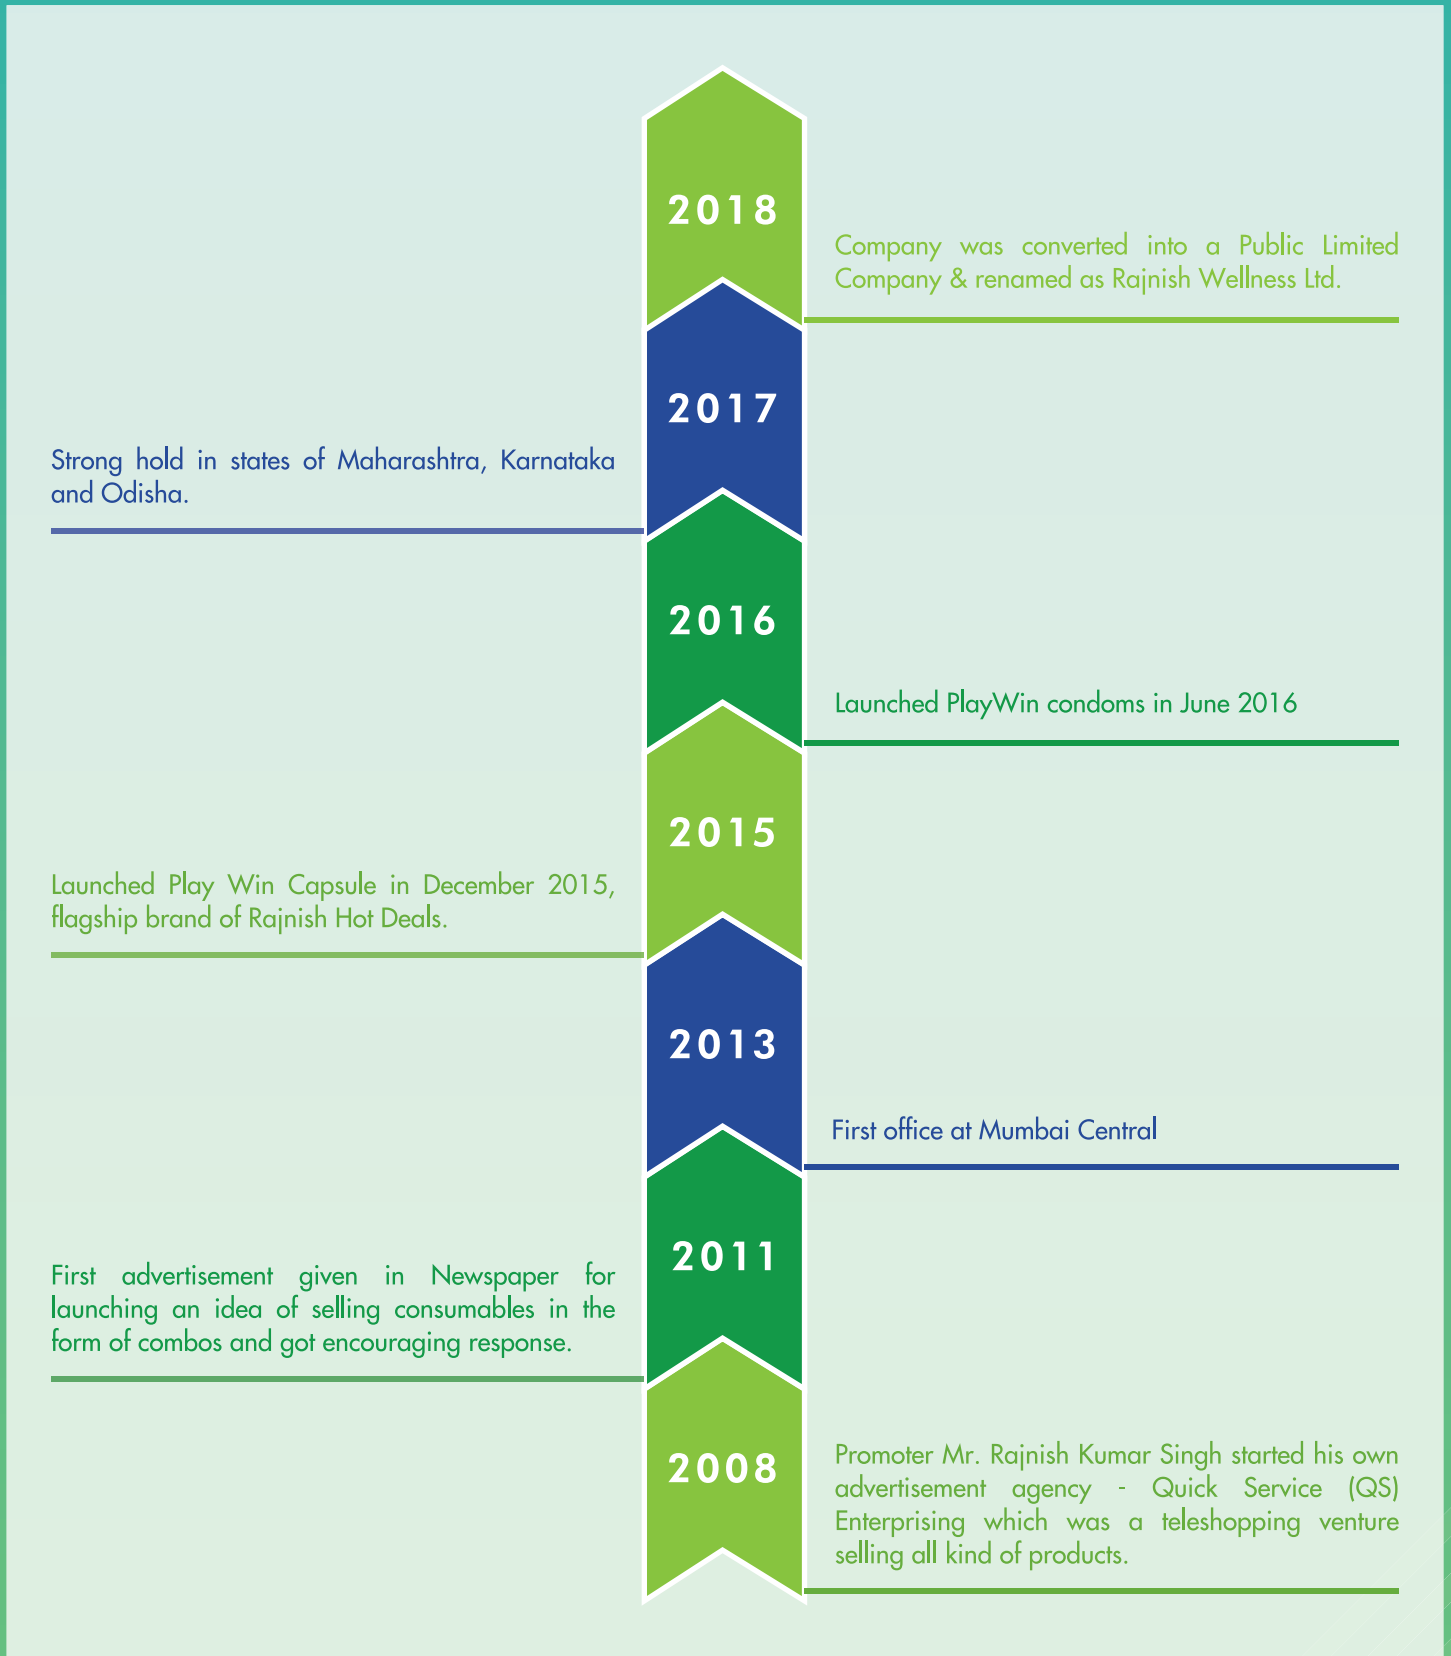 2018
Company was converted into a Public Limited
Company & renamed as Rajnish Wellness Ltd.
2017
Strong hold in states of Maharashtra, Karnataka
and Odisha.
2016
Launched PlayWin condoms in June 2016
2015
Launched Play Win Capsule in December 2015,
flagship brand of Rajnish Hot Deals.
2013
First office at Mumbai Central
2011
First advertisement given in Newspaper for
launching an idea of selling consumables in the
form of combos and got encouraging response.
2008
Promoter Mr. Rajnish Kumar Singh started his own
advertisement agency - Quick Service (QS)
Enterprising which was a teleshopping venture
selling all kind of products.